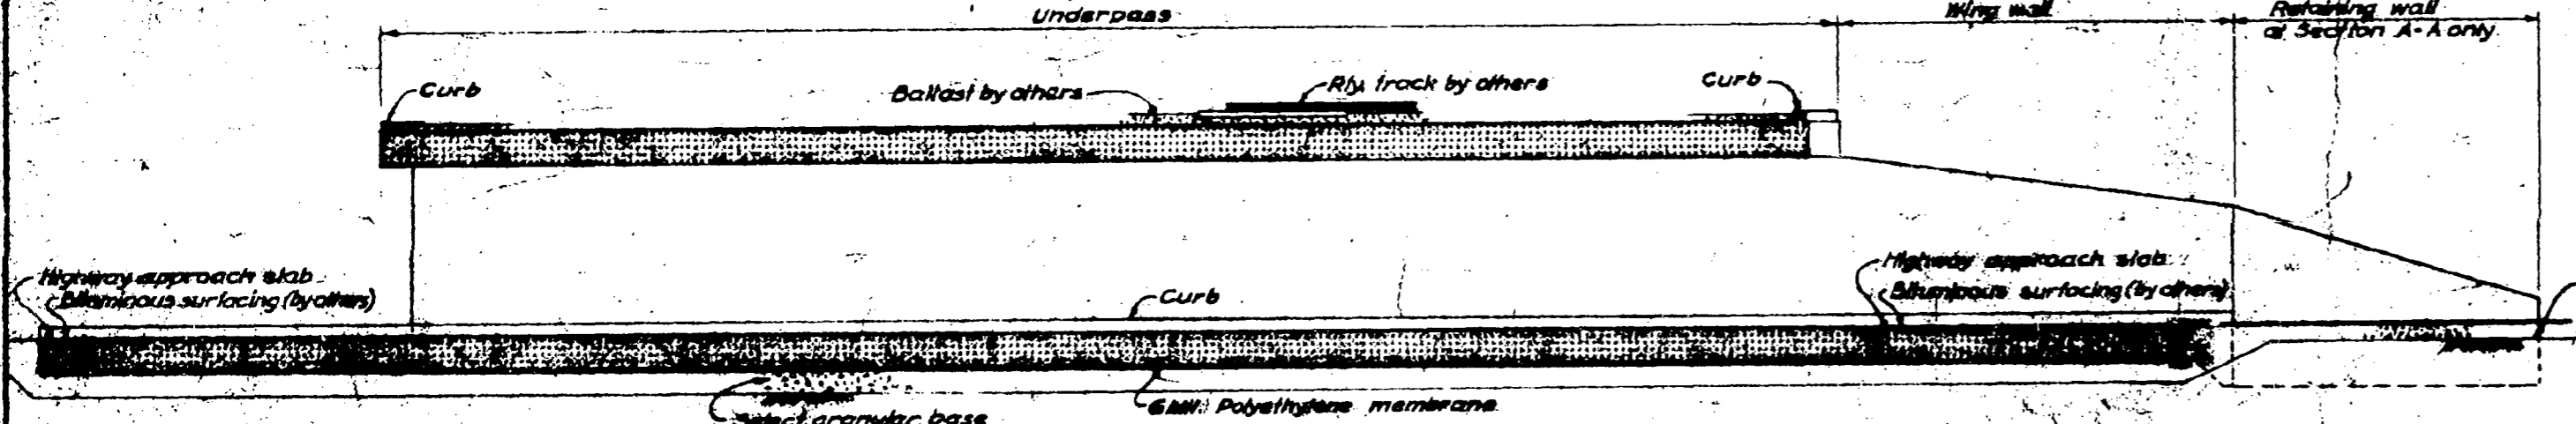 Underpass
Wing wall
Retaining wall
at Section A-A only
Curb
Ballast by others
Rly. track by others
Curb
Highway approach slab
Bituminous surfacing (by others)
Curb
Highway approach slab
Bituminous surfacing (by others)
Select granular base
6 Mil. Polyethylene membrane